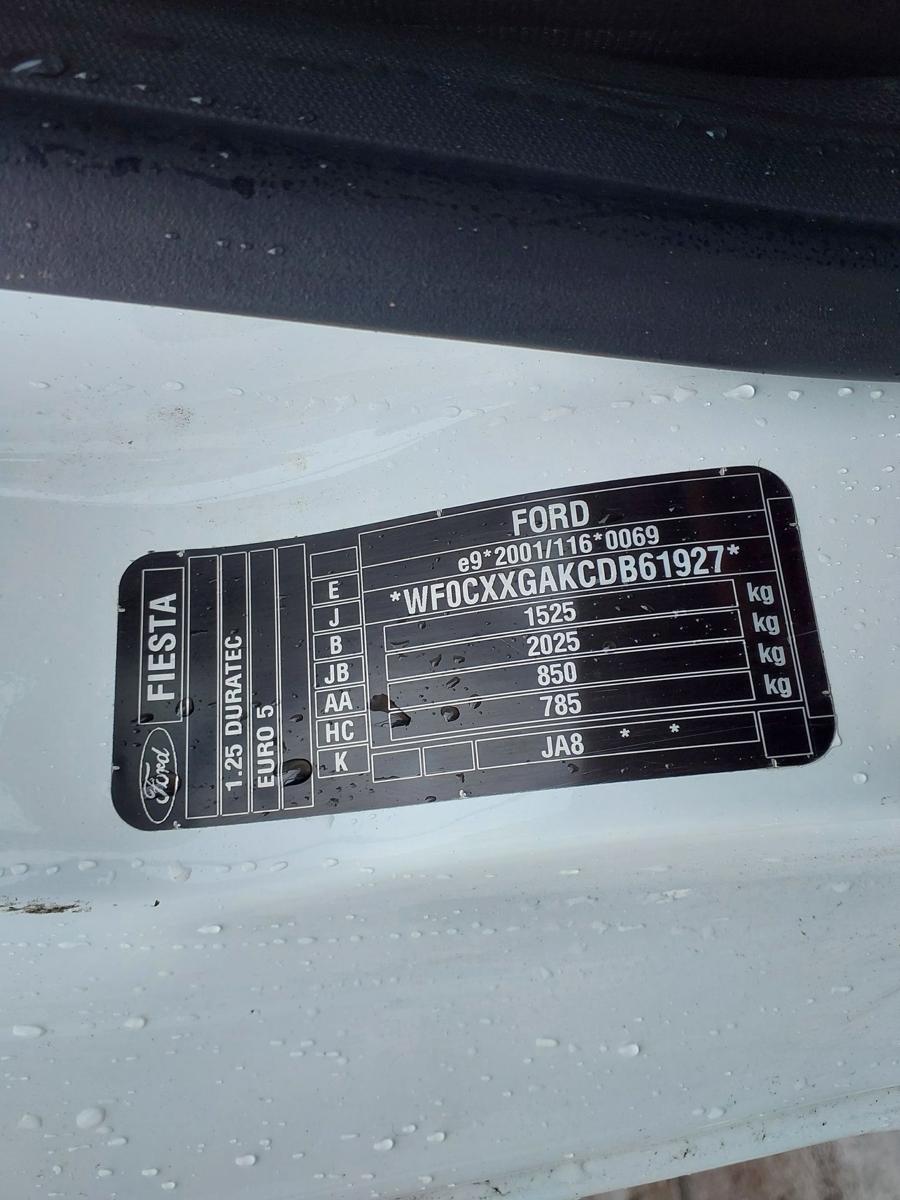 FORD
e9*2001/116*0069
*WF0CXXGAKCDB61927*
1525 kg
2025 kg
850 kg
785 kg
JA8 * *
E
J
B
JB
AA
HC
K
FIESTA
Ford
1.25 DURATEC
EURO 5